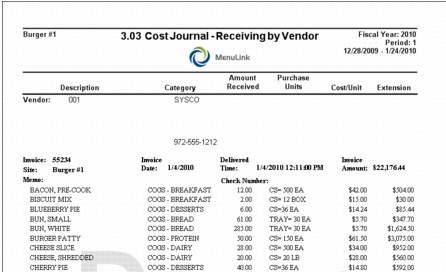 Burger #1 3.03 Cost Journal - Receiving by Vendor Fiscal Year: 2010
Period: 1
MenuLink 12/28/2009 - 1/24/2010
Amount Purchase
Description Category Received Units Cost/Unit Extension
Vendor: 001 SYSCO
972-555-1212
Invoice: 55234 Invoice Delivered Invoice
Site: Burger #1 Date: 1/4/2010 Time: 1/4/2010 12:11:00 PM Amount: $22,176.44
Memo: Check Number:
BACON, PRE-COOK COGS - BREAKFAST 12.00 CS= 500 EA $42.00 $504.00
BISCUIT MIX COGS - BREAKFAST 2.00 CS= 12 BOX $15.00 $30.00
BLUEBERRY PIE COGS - DESSERTS 6.00 CS=36 EA $14.24 $85.44
BUN, SMALL COGS - BREAD 61.00 TRAY= 30 EA $5.70 $347.70
BUN, WHITE COGS - BREAD 285.00 TRAY= 30 EA $5.70 $1,624.50
BURGER PATTY COGS - PROTEIN 50.00 CS= 150 EA $61.50 $3,075.00
CHEESE SLICE COGS - DAIRY 28.00 CS= 500 EA $34.00 $952.00
CHEESE, SHREDDED COGS - DAIRY 20.00 CS= 20 LB $28.00 $560.00
CHERRY PIE COGS - DESSERTS 40.00 CS= 36 EA $14.80 $592.00